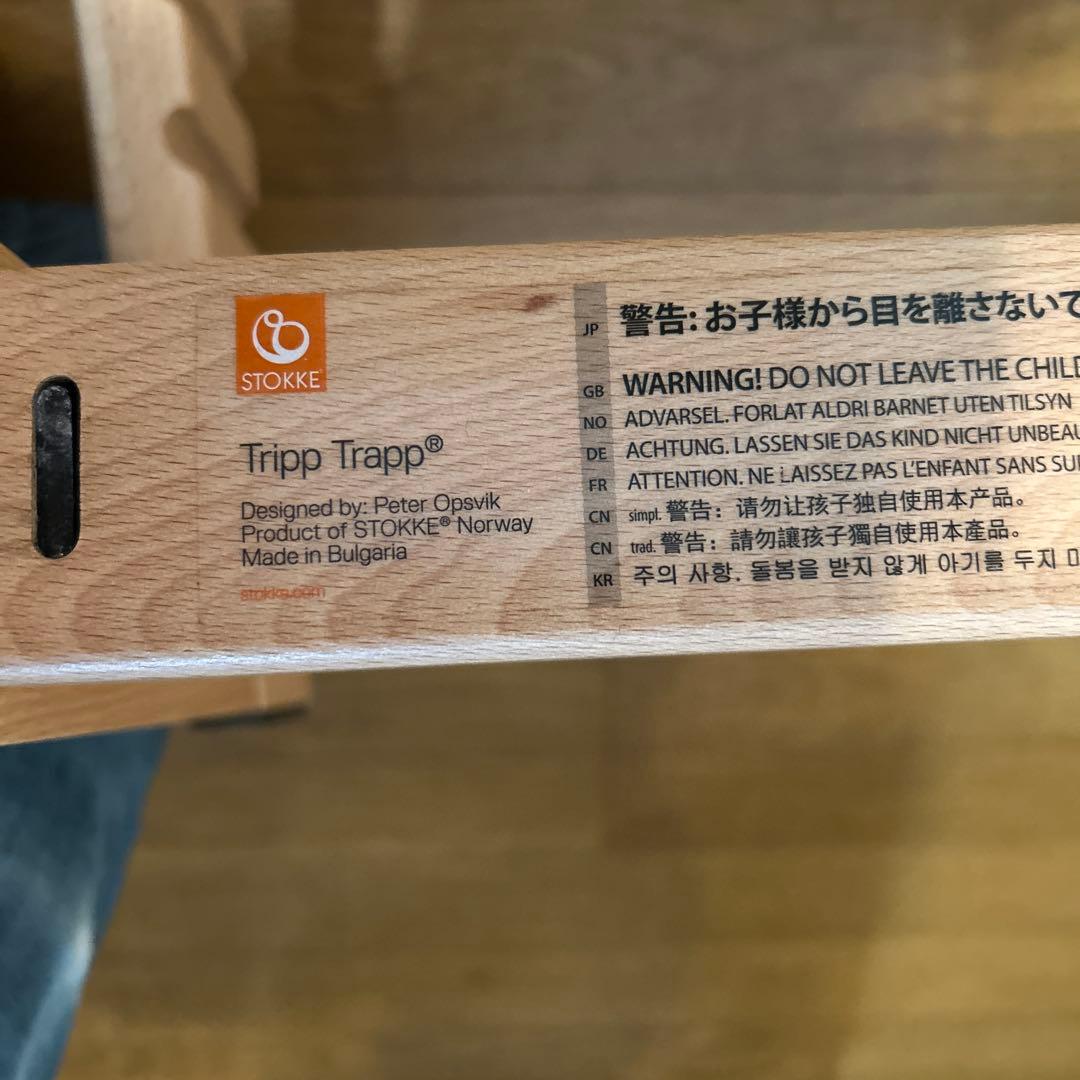 STOKKE
Tripp Trapp®
Designed by: Peter Opsvik
Product of STOKKE® Norway
Made in Bulgaria
stokke.com
JP 警告: お子様から目を離さないで
GB WARNING! DO NOT LEAVE THE CHILD
NO ADVARSEL. FORLAT ALDRI BARNET UTEN TILSYN
DE ACHTUNG. LASSEN SIE DAS KIND NICHT
FR ATTENTION. NE LAISSEZ PAS L'ENFANT SANS
CN simpl. 警告：请勿让孩子独自使用本产品。
CN trad. 警告：請勿讓孩子獨自使用本產品。
KR 주의 사항. 돌봄을 받지 않게 아기를 두지